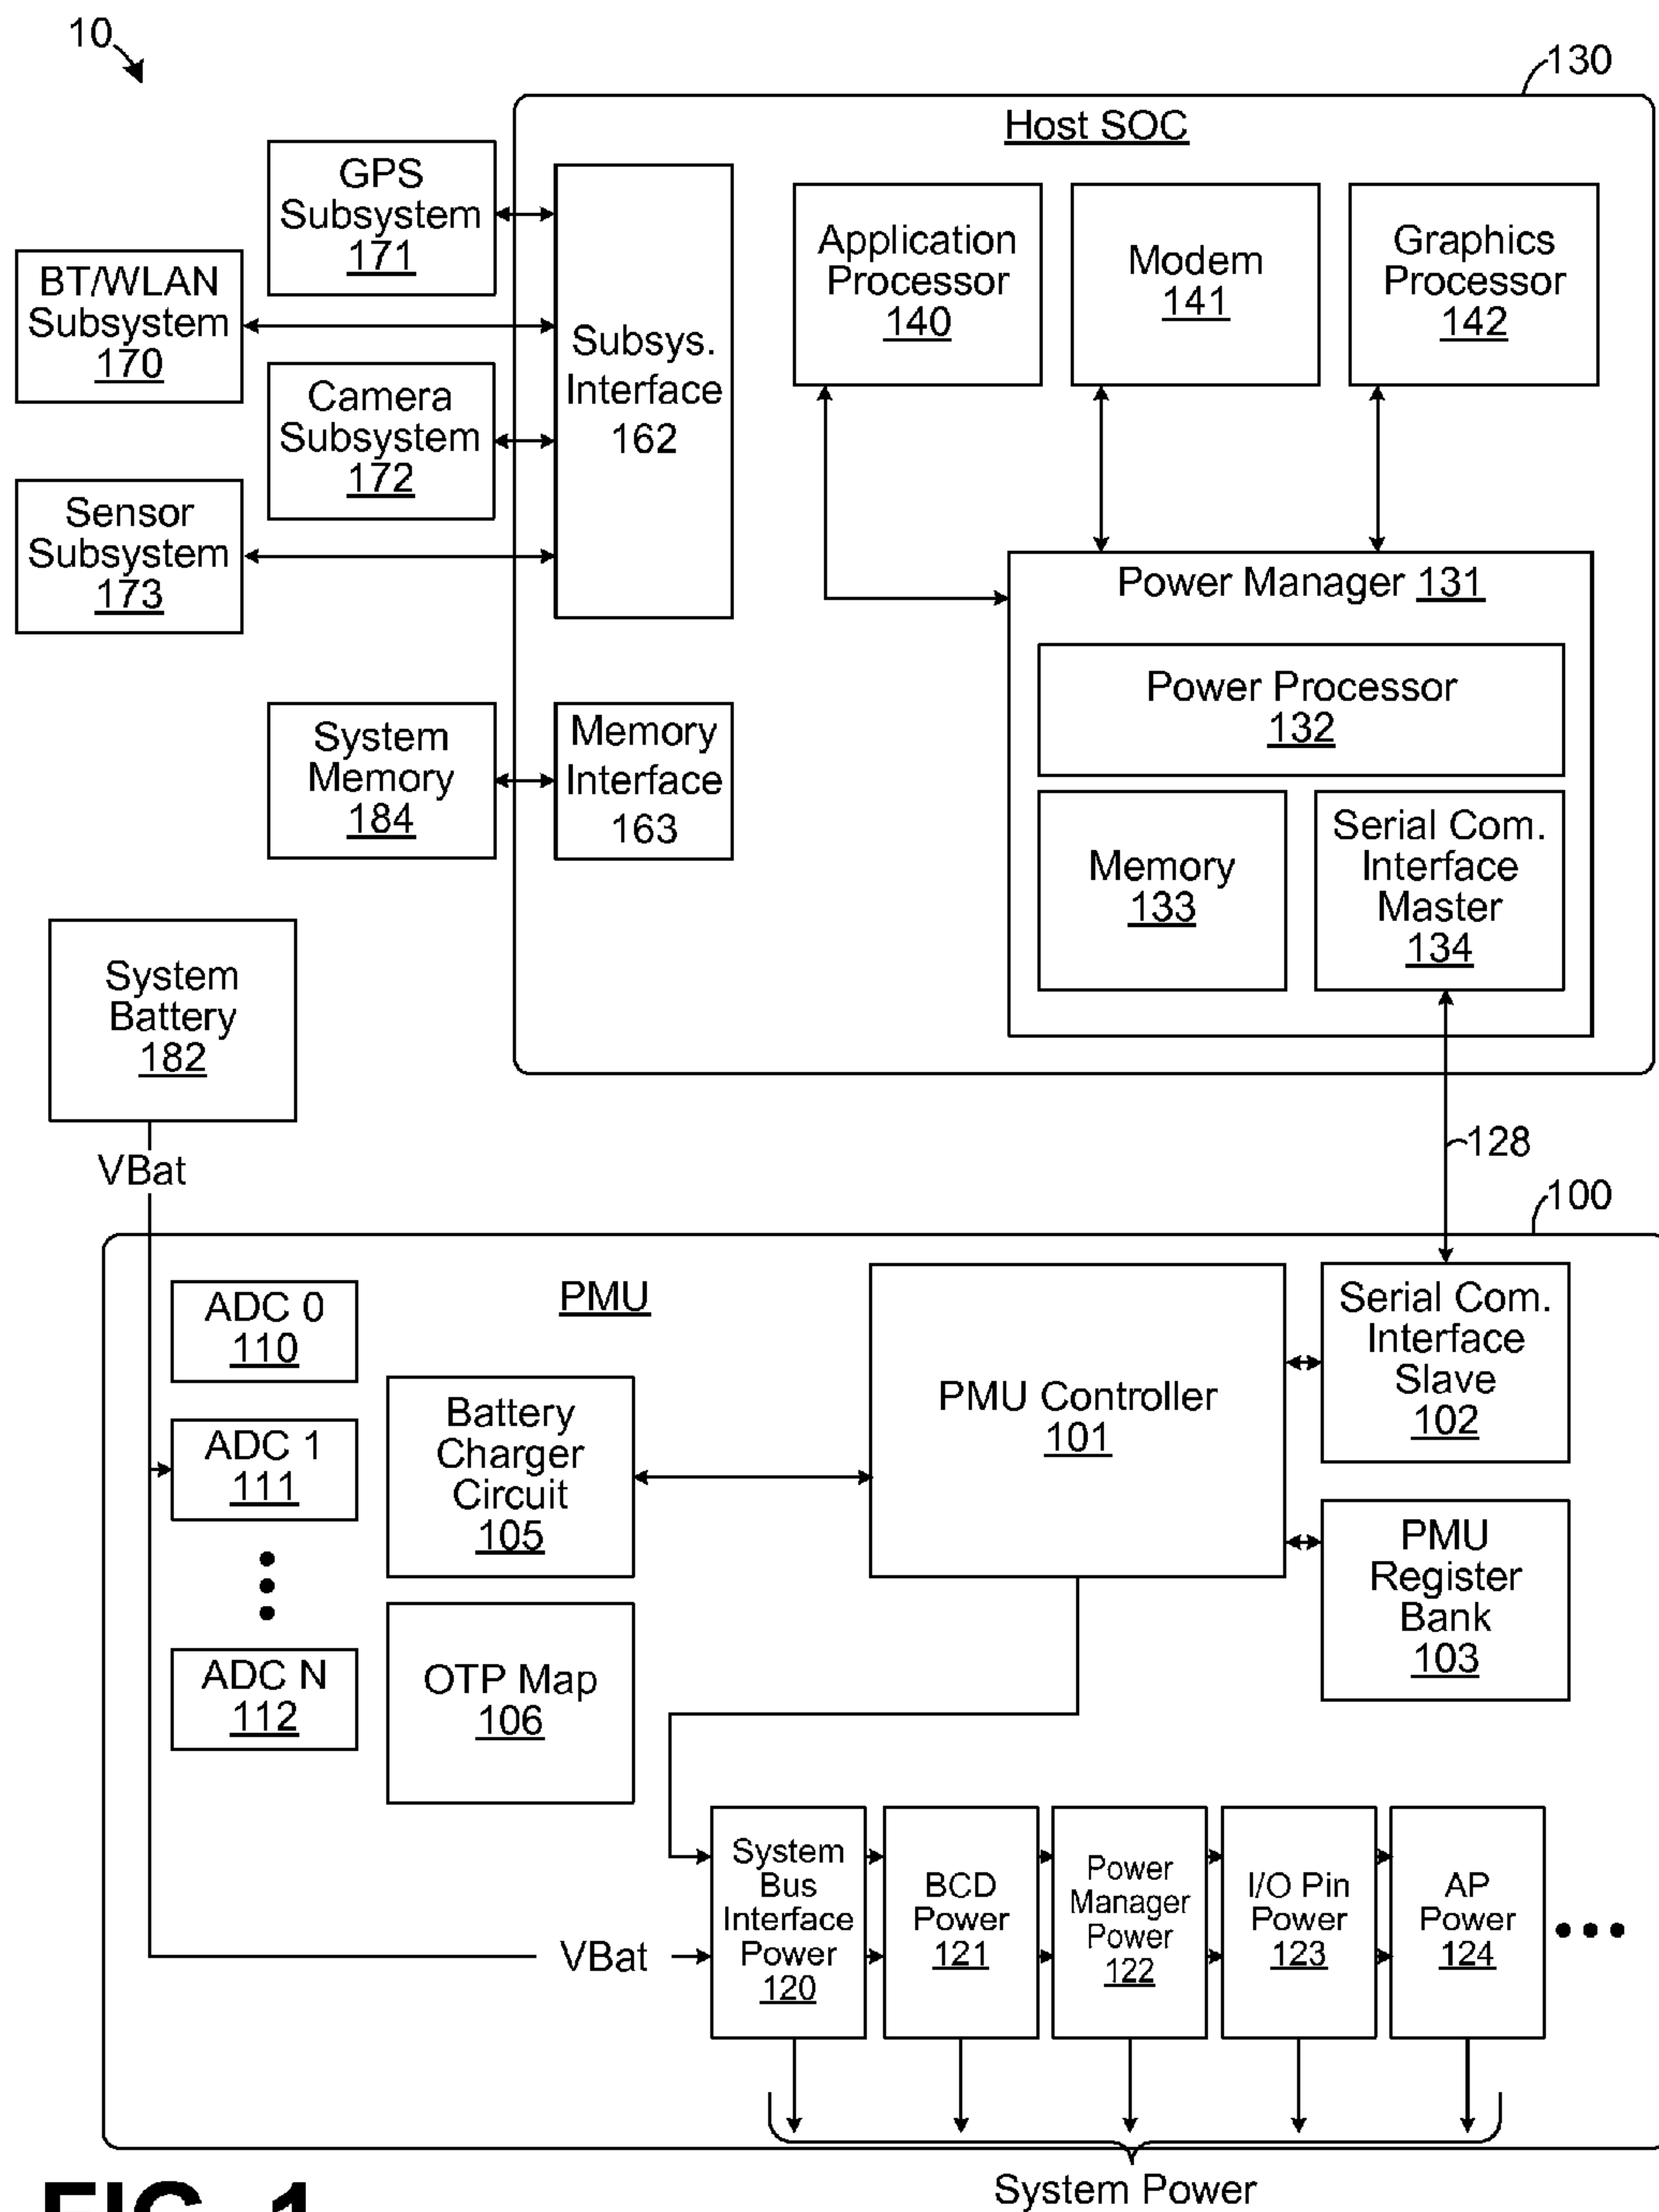 10
130
Host SOC
GPS
Subsystem
171
BT/WLAN
Subsystem
170
Camera
Subsystem
172
Sensor
Subsystem
173
Subsys.
Interface
162
Application
Processor
140
Modem
141
Graphics
Processor
142
Power Manager 131
Power Processor
132
Memory
133
Serial Com.
Interface
Master
134
System
Memory
184
Memory
Interface
163
System
Battery
182
VBat
128
100
PMU
ADC 0
110
ADC 1
111
ADC N
112
Battery
Charger
Circuit
105
OTP Map
106
PMU Controller
101
Serial Com.
Interface
Slave
102
PMU
Register
Bank
103
VBat
System
Bus
Interface
Power
120
BCD
Power
121
Power
Manager
Power
122
I/O Pin
Power
123
AP
Power
124
System Power
FIG. 1